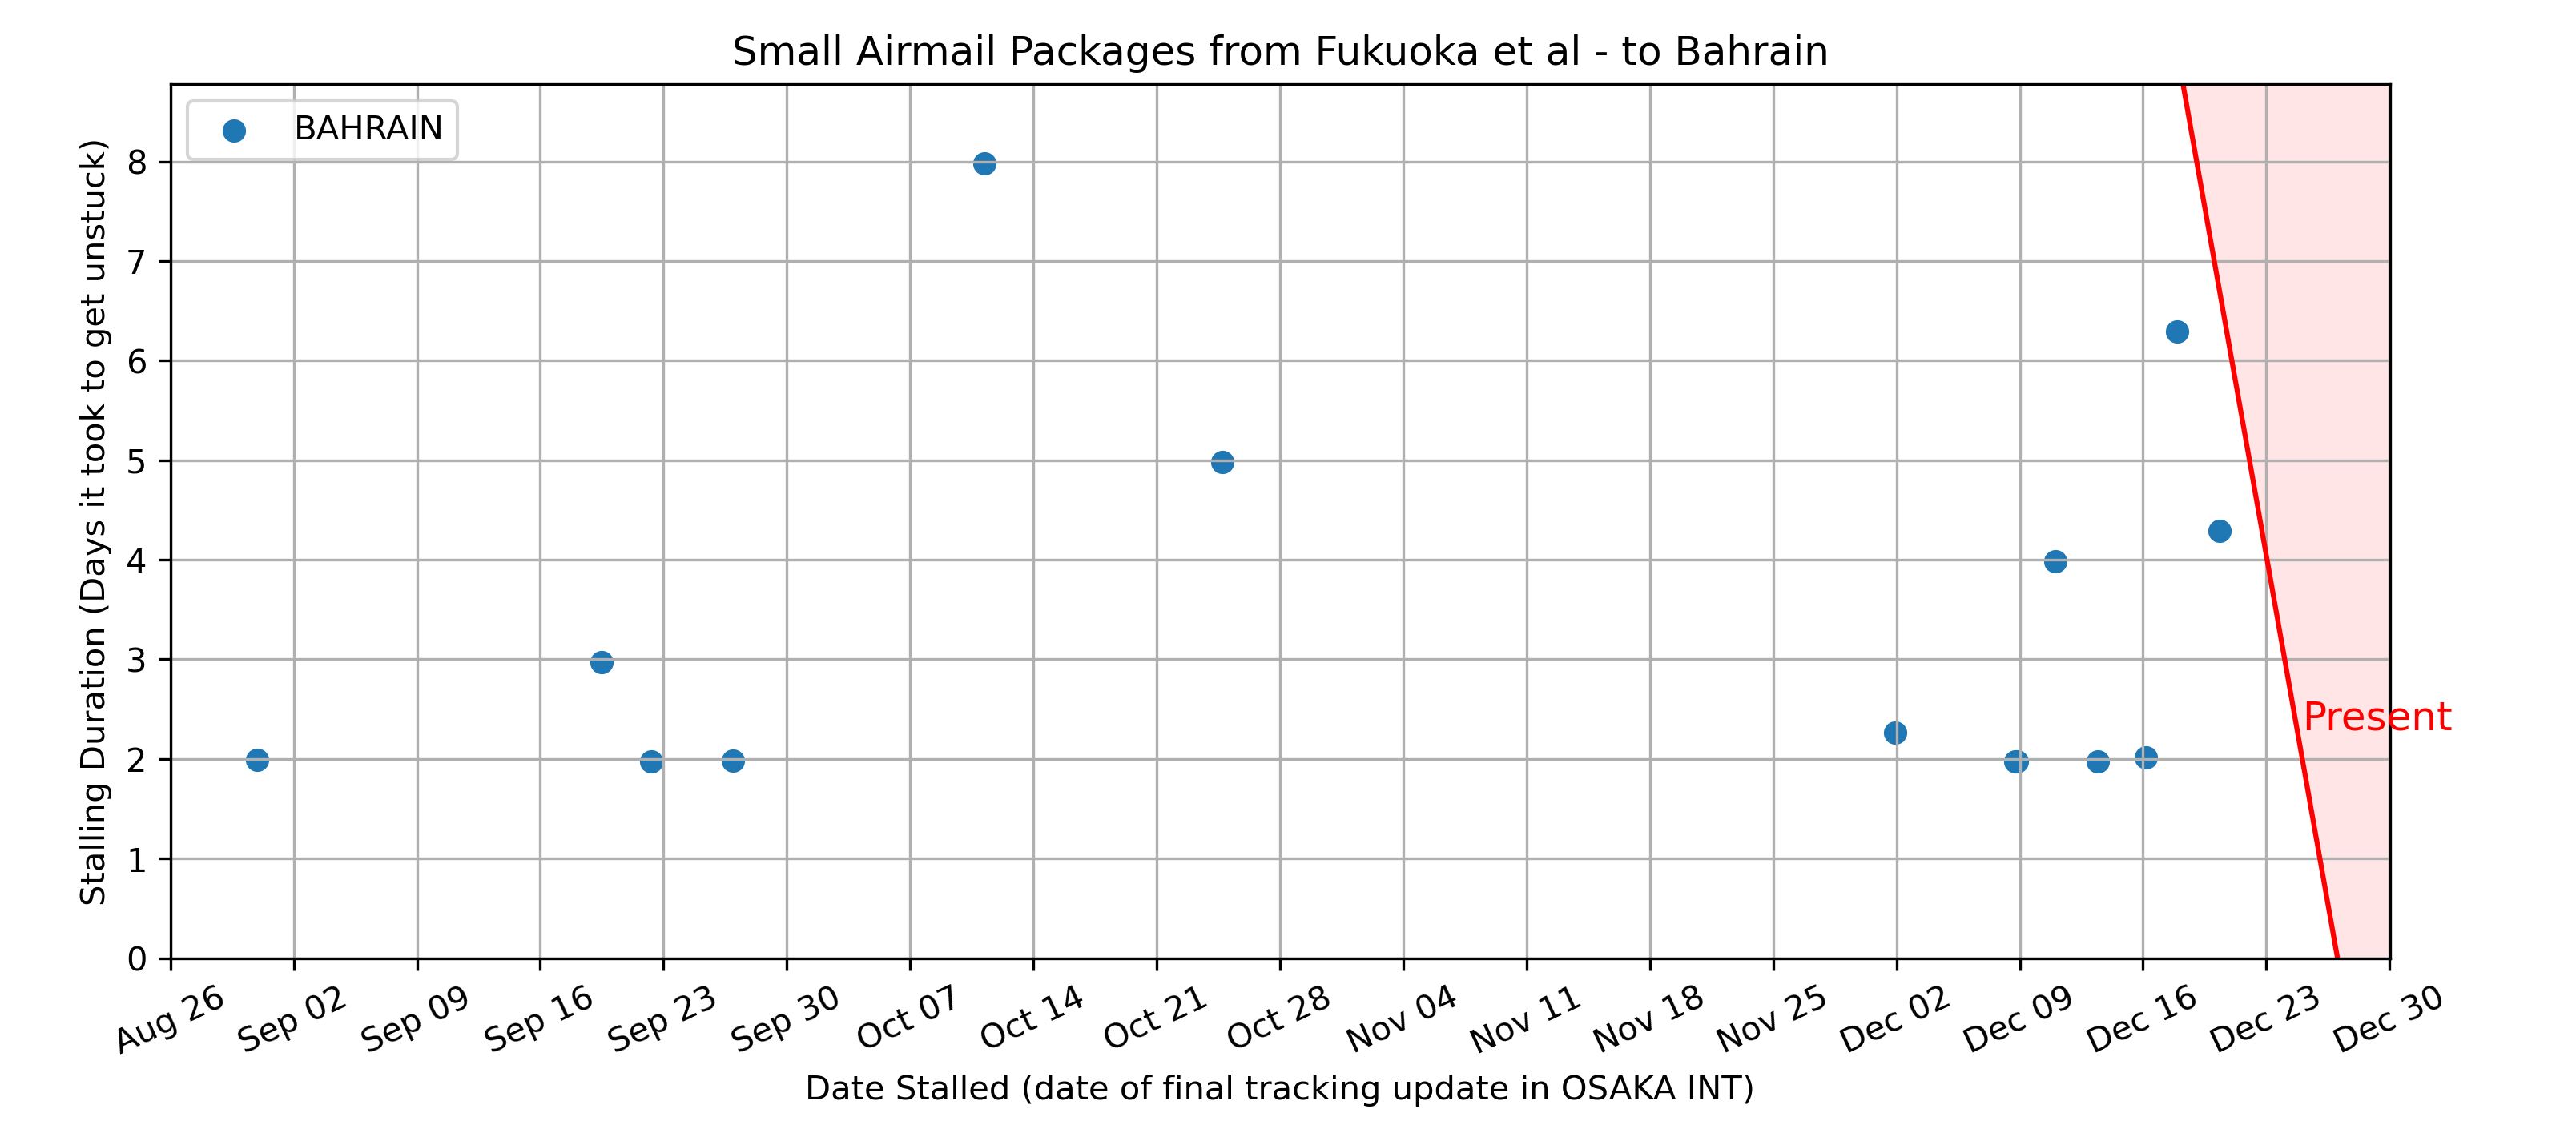 Small Airmail Packages from Fukuoka et al - to Bahrain
BAHRAIN
Stalling Duration (Days it took to get unstuck)
8
7
6
5
4
3
2
1
0
Present
Aug 26
Sep 02
Sep 09
Sep 16
Sep 23
Sep 30
Oct 07
Oct 14
Oct 21
Oct 28
Nov 04
Nov 11
Nov 18
Nov 25
Dec 02
Dec 09
Dec 16
Dec 23
Dec 30
Date Stalled (date of final tracking update in OSAKA INT)